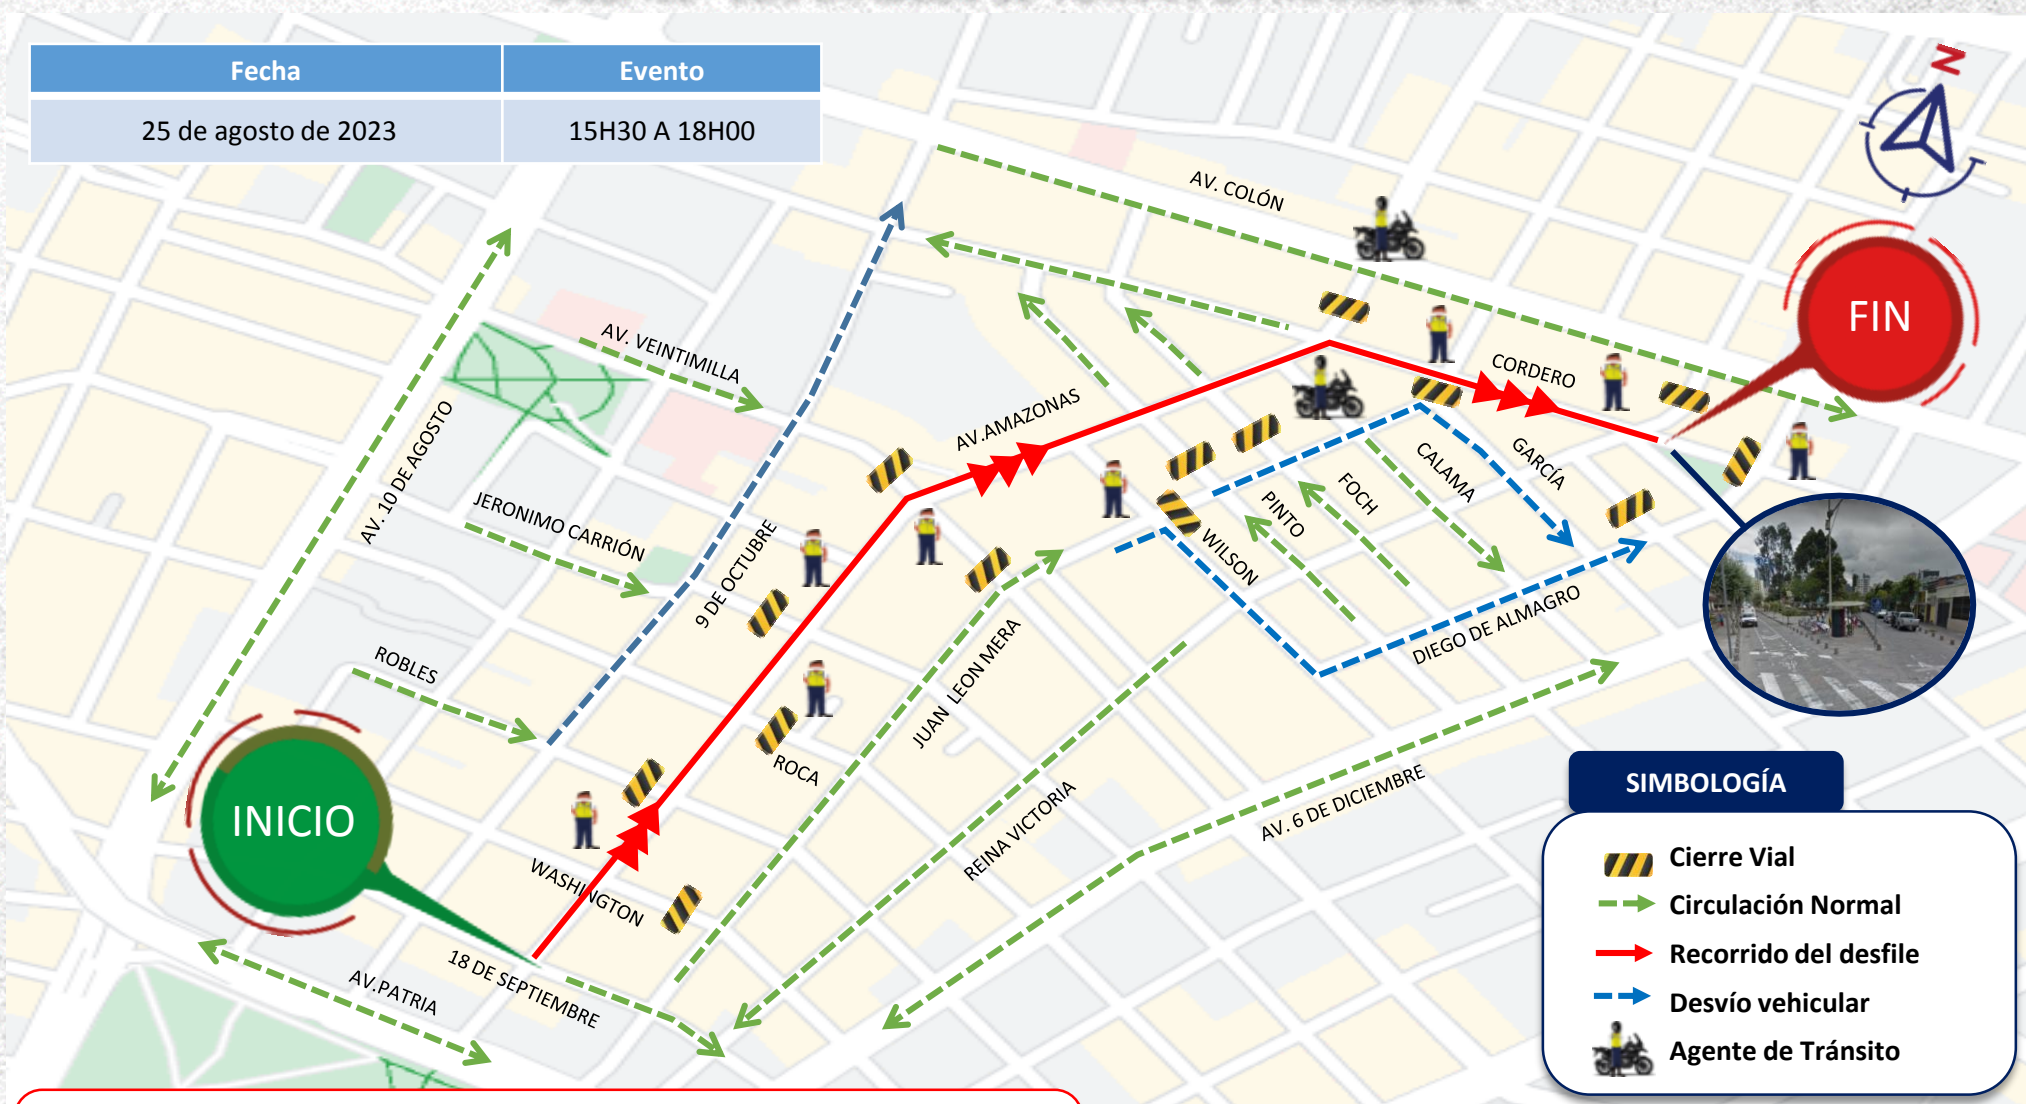 Fecha
Evento
25 de agosto de 2023
15H30 A 18H00
N
AV. COLÓN
FIN
AV. VEINTIMILLA
CORDERO
AV.AMAZONAS
AV. 10 DE AGOSTO
GARCÍA
CALAMA
FOCH
PINTO
JERONIMO CARRIÓN
WILSON
9 DE OCTUBRE
DIEGO DE ALMAGRO
ROBLES
JUAN LEON MERA
ROCA
INICIO
AV. 6 DE DICIEMBRE
REINA VICTORIA
WASHINGTON
18 DE SEPTIEMBRE
AV.PATRIA
SIMBOLOGÍA
Cierre Vial
Circulación Normal
Recorrido del desfile
Desvío vehicular
Agente de Tránsito